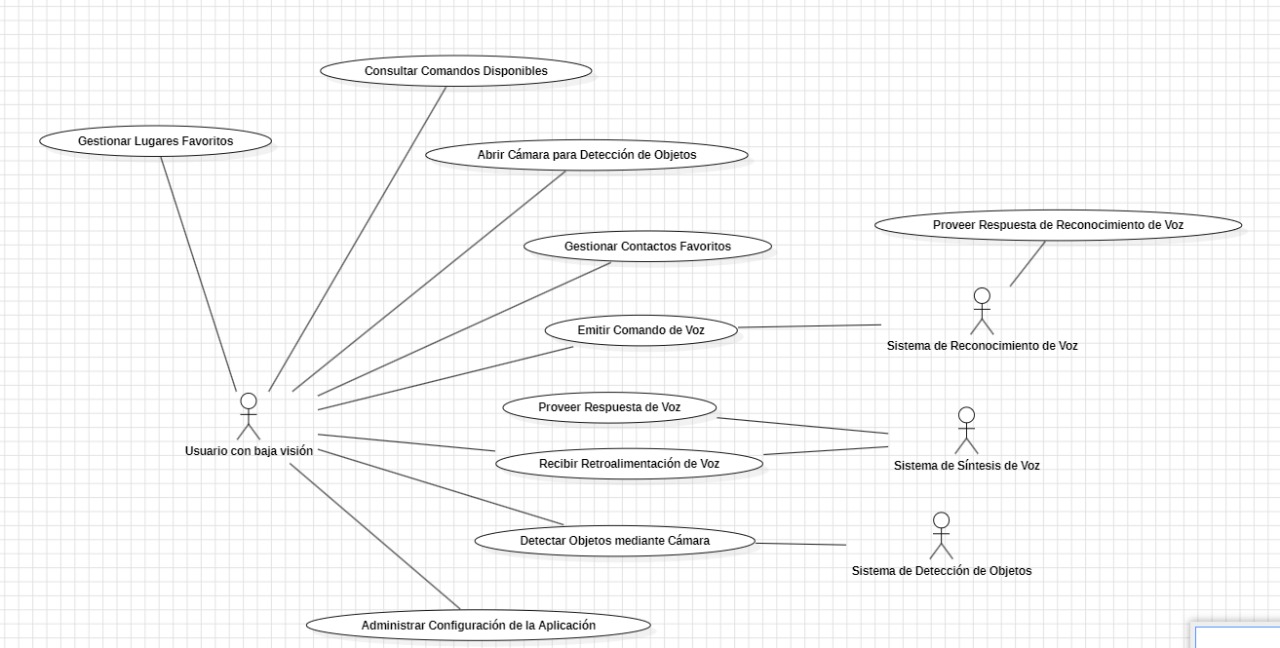 Consultar Comandos Disponibles
Gestionar Lugares Favoritos
Abrir Cámara para Detección de Objetos
Proveer Respuesta de Reconocimiento de Voz
Gestionar Contactos Favoritos
Emitir Comando de Voz
Sistema de Reconocimiento de Voz
Proveer Respuesta de Voz
Usuario con baja visión
Recibir Retroalimentación de Voz
Sistema de Síntesis de Voz
Detectar Objetos mediante Cámara
Sistema de Detección de Objetos
Administrar Configuración de la Aplicación